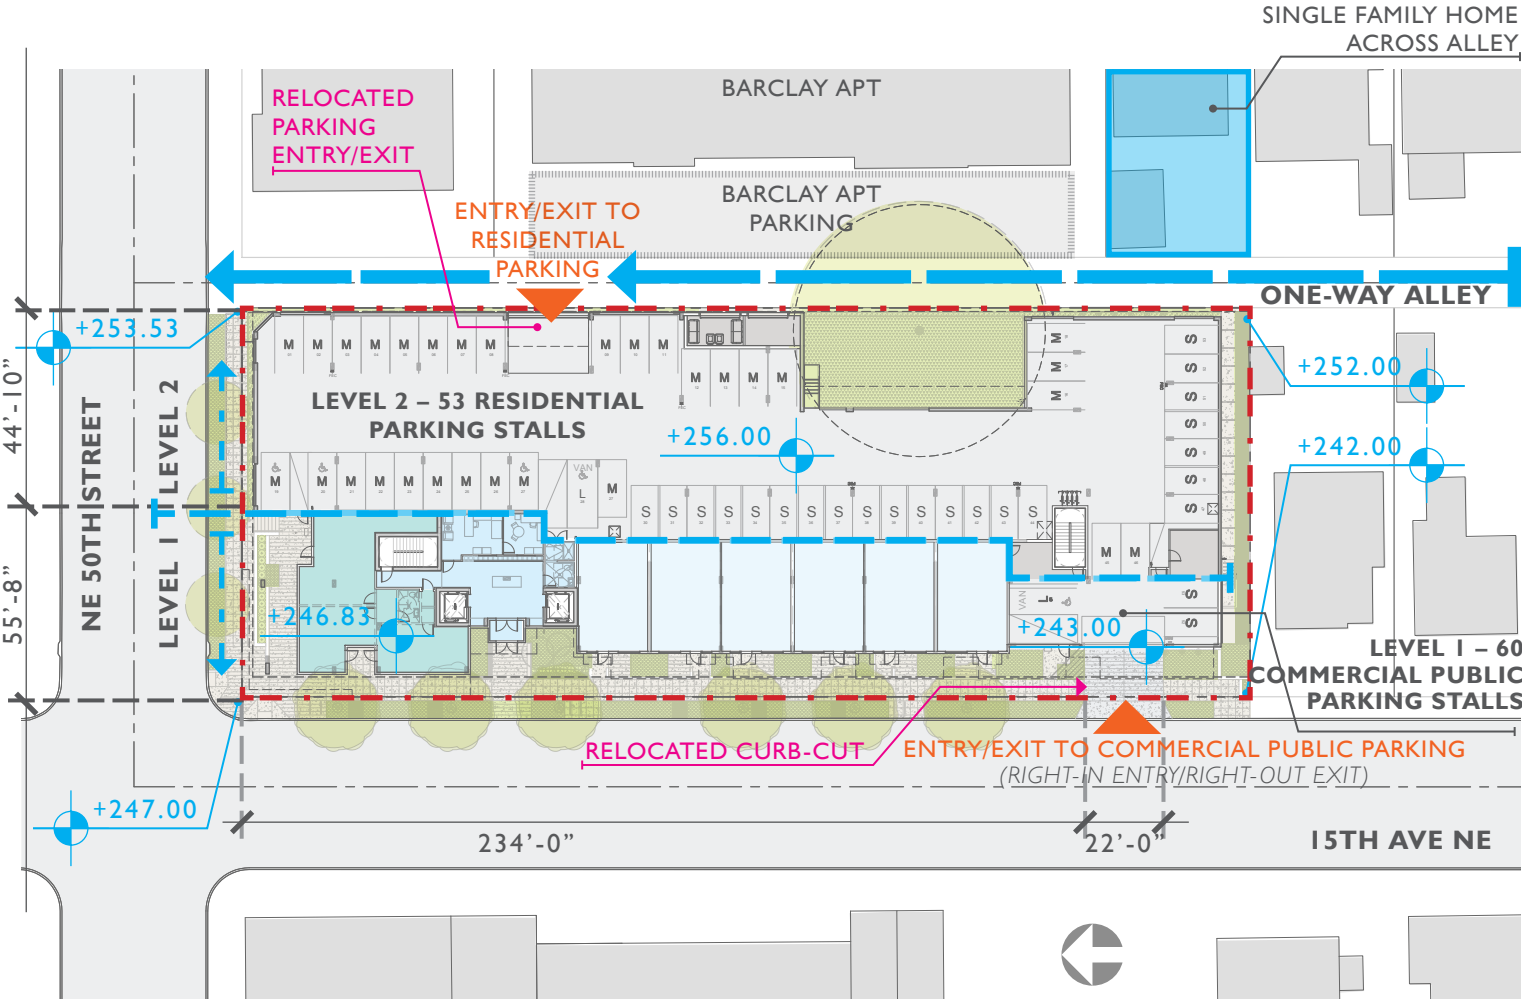 SINGLE FAMILY HOME
ACROSS ALLEY
BARCLAY APT
RELOCATED
PARKING
ENTRY/EXIT
BARCLAY APT
PARKING
ENTRY/EXIT TO
RESIDENTIAL
PARKING
ONE-WAY ALLEY
+253.53
+252.00
M M M M M M M M M M M
M M M M
M
M
M
S
S
S
S
S
S
S
LEVEL 2 – 53 RESIDENTIAL
PARKING STALLS
+256.00
+242.00
44'-10"
NE 50TH STREET
LEVEL 1
LEVEL 2
55'-8"
VAN
M M M M M M M M M M
L
M
S S S S S S S S S S S S S S S
M M
VAN
L
S
S
+246.83
+243.00
LEVEL 1 – 60
COMMERCIAL PUBLIC
PARKING STALLS
RELOCATED CURB-CUT
ENTRY/EXIT TO COMMERCIAL PUBLIC PARKING
(RIGHT-IN ENTRY/RIGHT-OUT EXIT)
+247.00
234'-0"
22'-0"
15TH AVE NE